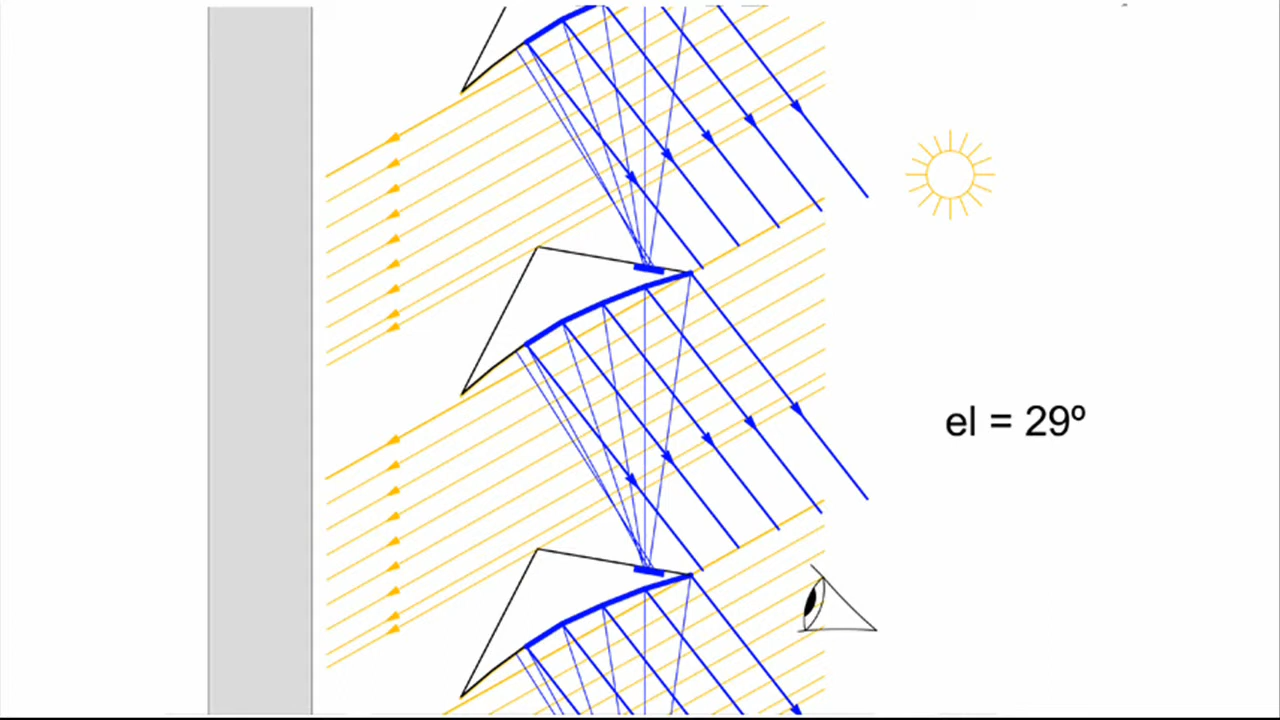 el = 29º